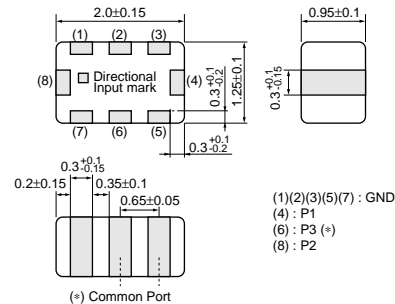 2.0±0.15
0.95±0.1
(1) (2) (3)
(8) Directional Input mark (4)
(7) (6) (5)
0.3+0.1-0.2
1.25±0.1
0.3+0.1-0.15
0.3+0.1-0.2
0.3+0.1-0.15
0.2±0.15 0.35±0.1
0.65±0.05
(1)(2)(3)(5)(7) : GND
(4) : P1
(6) : P3 (*)
(8) : P2
(*) Common Port